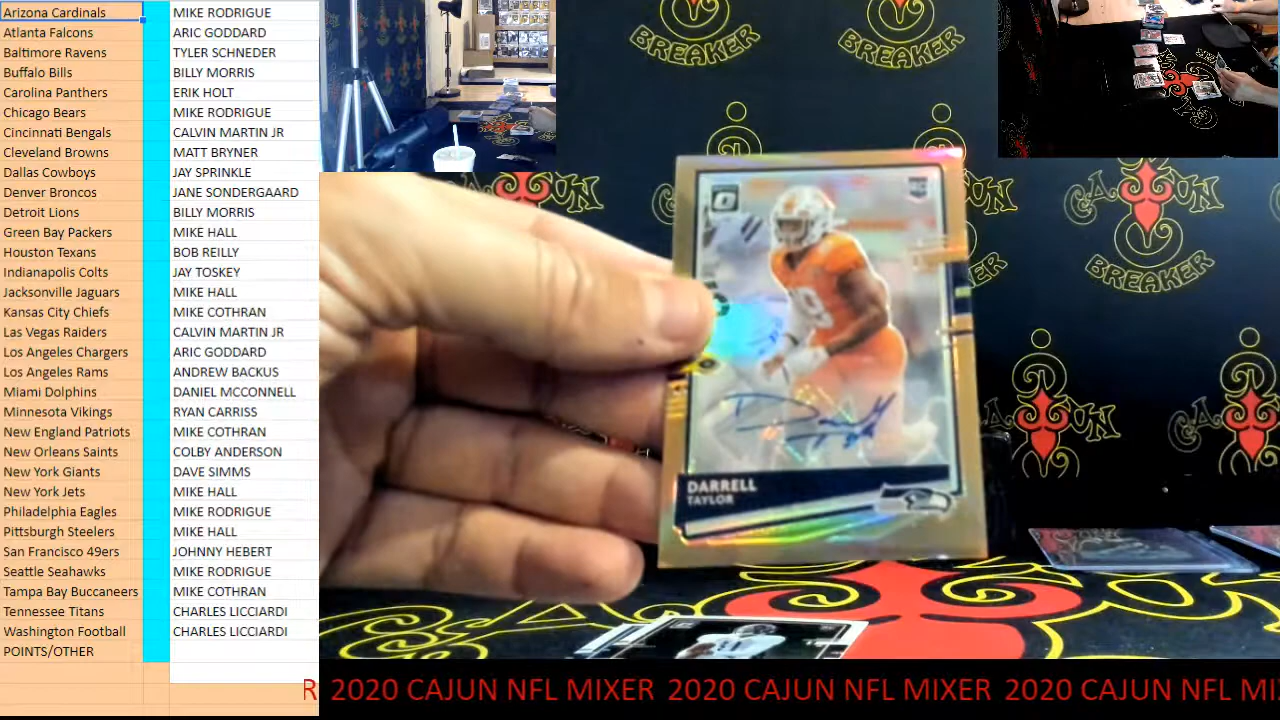 Arizona Cardinals MIKE RODRIGUE
Atlanta Falcons ARIC GODDARD
Baltimore Ravens TYLER SCHNEDER
Buffalo Bills BILLY MORRIS
Carolina Panthers ERIK HOLT
Chicago Bears MIKE RODRIGUE
Cincinnati Bengals CALVIN MARTIN JR
Cleveland Browns MATT BRYNER
Dallas Cowboys JAY SPRINKLE
Denver Broncos JANE SONDERGAARD
Detroit Lions BILLY MORRIS
Green Bay Packers MIKE HALL
Houston Texans BOB REILLY
Indianapolis Colts JAY TOSKEY
Jacksonville Jaguars MIKE HALL
Kansas City Chiefs MIKE COTHRAN
Las Vegas Raiders CALVIN MARTIN JR
Los Angeles Chargers ARIC GODDARD
Los Angeles Rams ANDREW BACKUS
Miami Dolphins DANIEL MCCONNELL
Minnesota Vikings RYAN CARRISS
New England Patriots MIKE COTHRAN
New Orleans Saints COLBY ANDERSON
New York Giants DAVE SIMMS
New York Jets MIKE HALL
Philadelphia Eagles MIKE RODRIGUE
Pittsburgh Steelers MIKE HALL
San Francisco 49ers JOHNNY HEBERT
Seattle Seahawks MIKE RODRIGUE
Tampa Bay Buccaneers MIKE COTHRAN
Tennessee Titans CHARLES LICCIARDI
Washington Football CHARLES LICCIARDI
POINTS/OTHER
BREAKER
BREAKER
CAJUN
BREAKER
DARRELL
TAYLOR
R 2020 CAJUN NFL MIXER 2020 CAJUN NFL MIXER 2020 CAJUN NFL MI